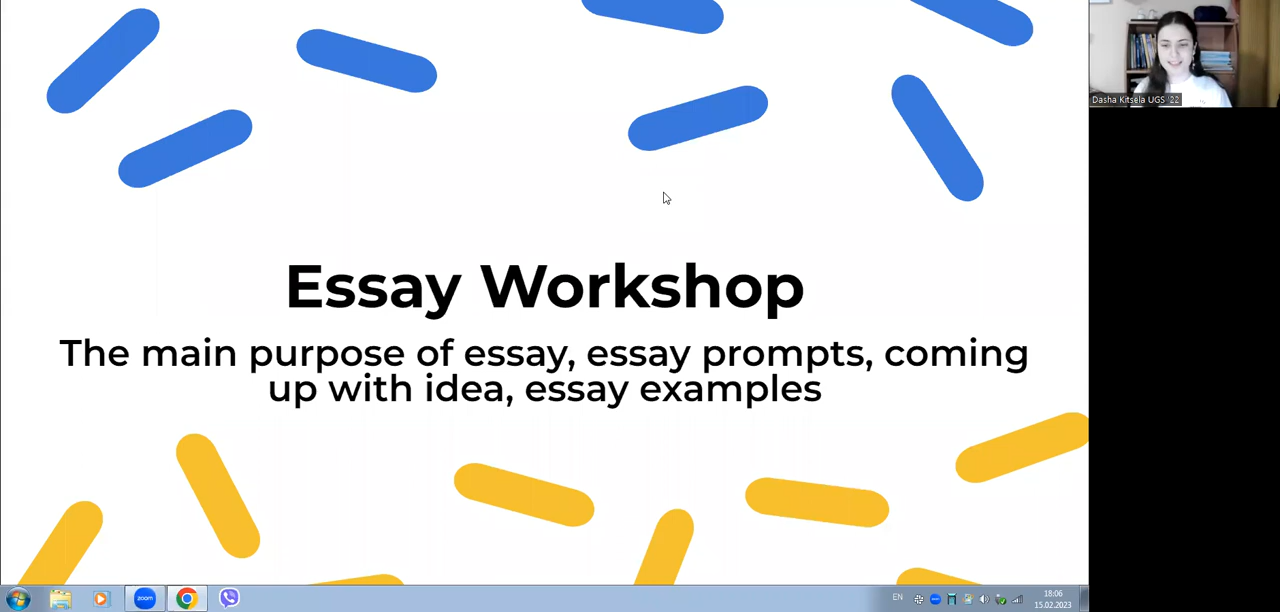 Dasha Kitsela UGS '22
Essay Workshop
The main purpose of essay, essay prompts, coming
up with idea, essay examples
zoom
EN
18:06
15.02.2023